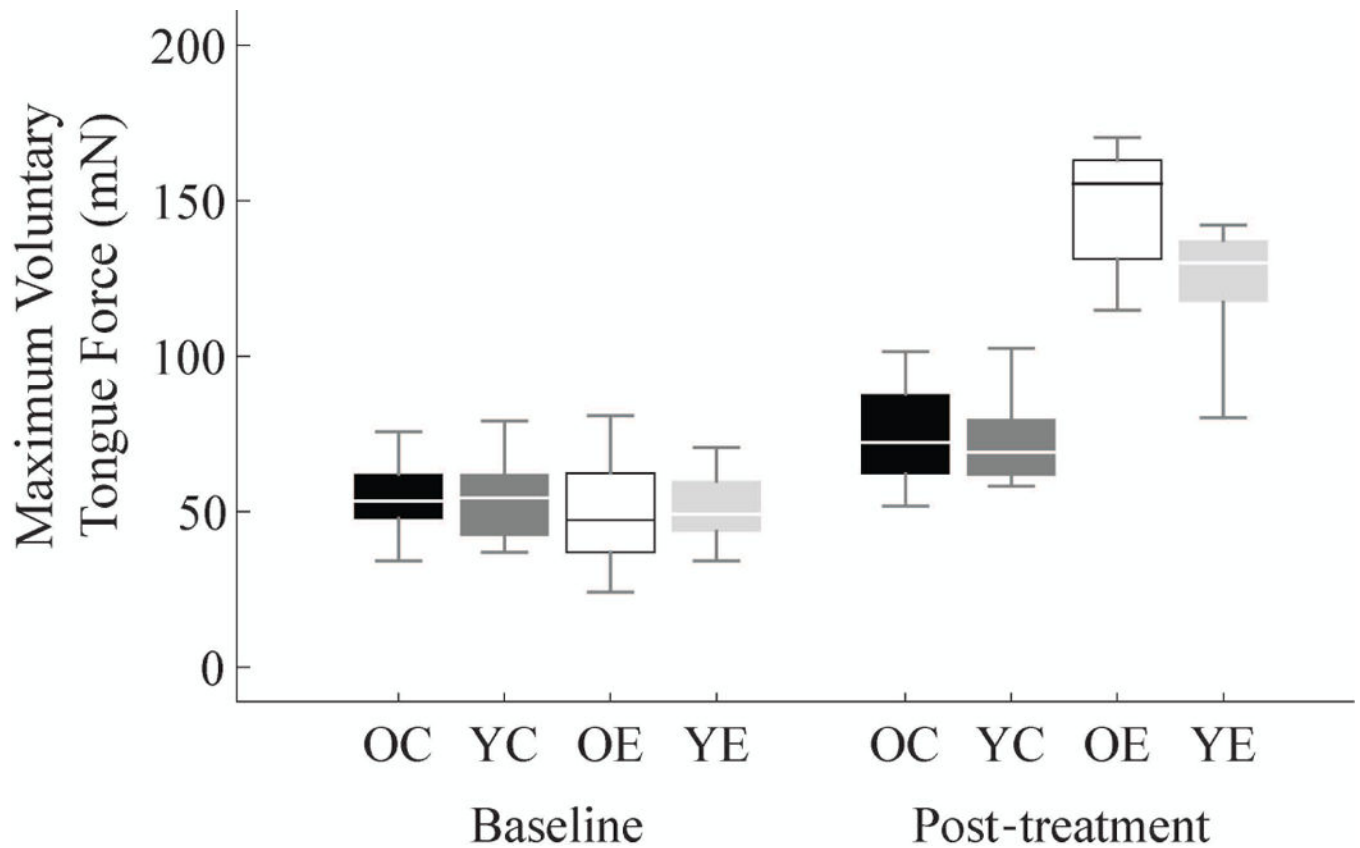 Maximum Voluntary
Tongue Force (mN)
200
150
100
50
0
OC YC OE YE OC YC OE YE
Baseline Post-treatment